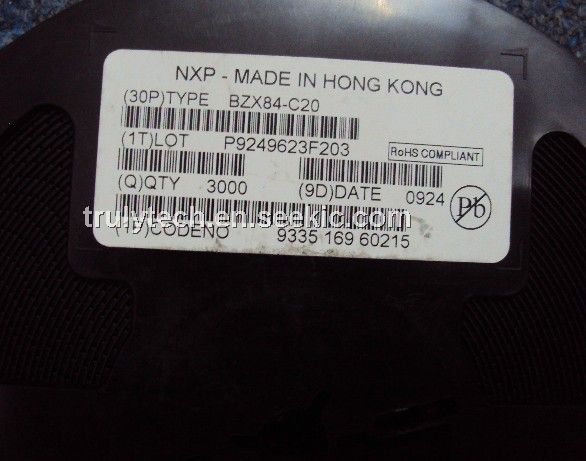 NXP - MADE IN HONG KONG
(30P)TYPE BZX84-C20
(1T)LOT P9249623F203
RoHS COMPLIANT
(Q)QTY 3000 (9D)DATE 0924
Pb
trulytech.en.seekic.com
CODENO 9335 169 60215